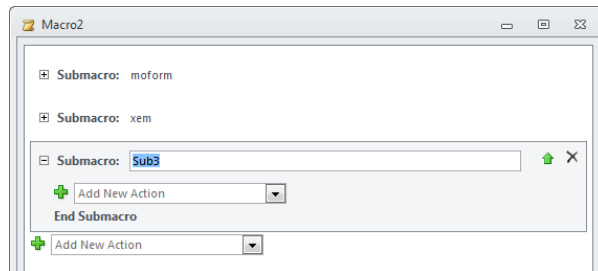 Macro2
Submacro: moform
Submacro: xem
Submacro: Sub3
Add New Action
End Submacro
Add New Action